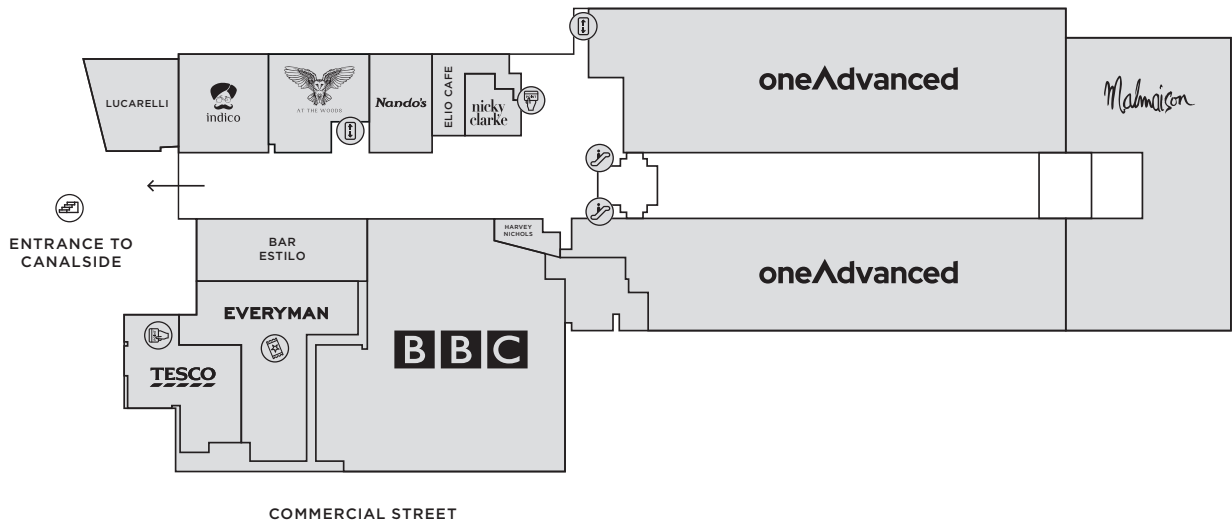 oneAdvanced
Malmaison
LUCARELLI
indico
AT THE WOODS
Nando's
ELIO CAFE
nicky
clarke
HARVEY
NICHOLS
ENTRANCE TO
CANALSIDE
BAR
ESTILO
oneAdvanced
EVERYMAN
BBC
TESCO
COMMERCIAL STREET